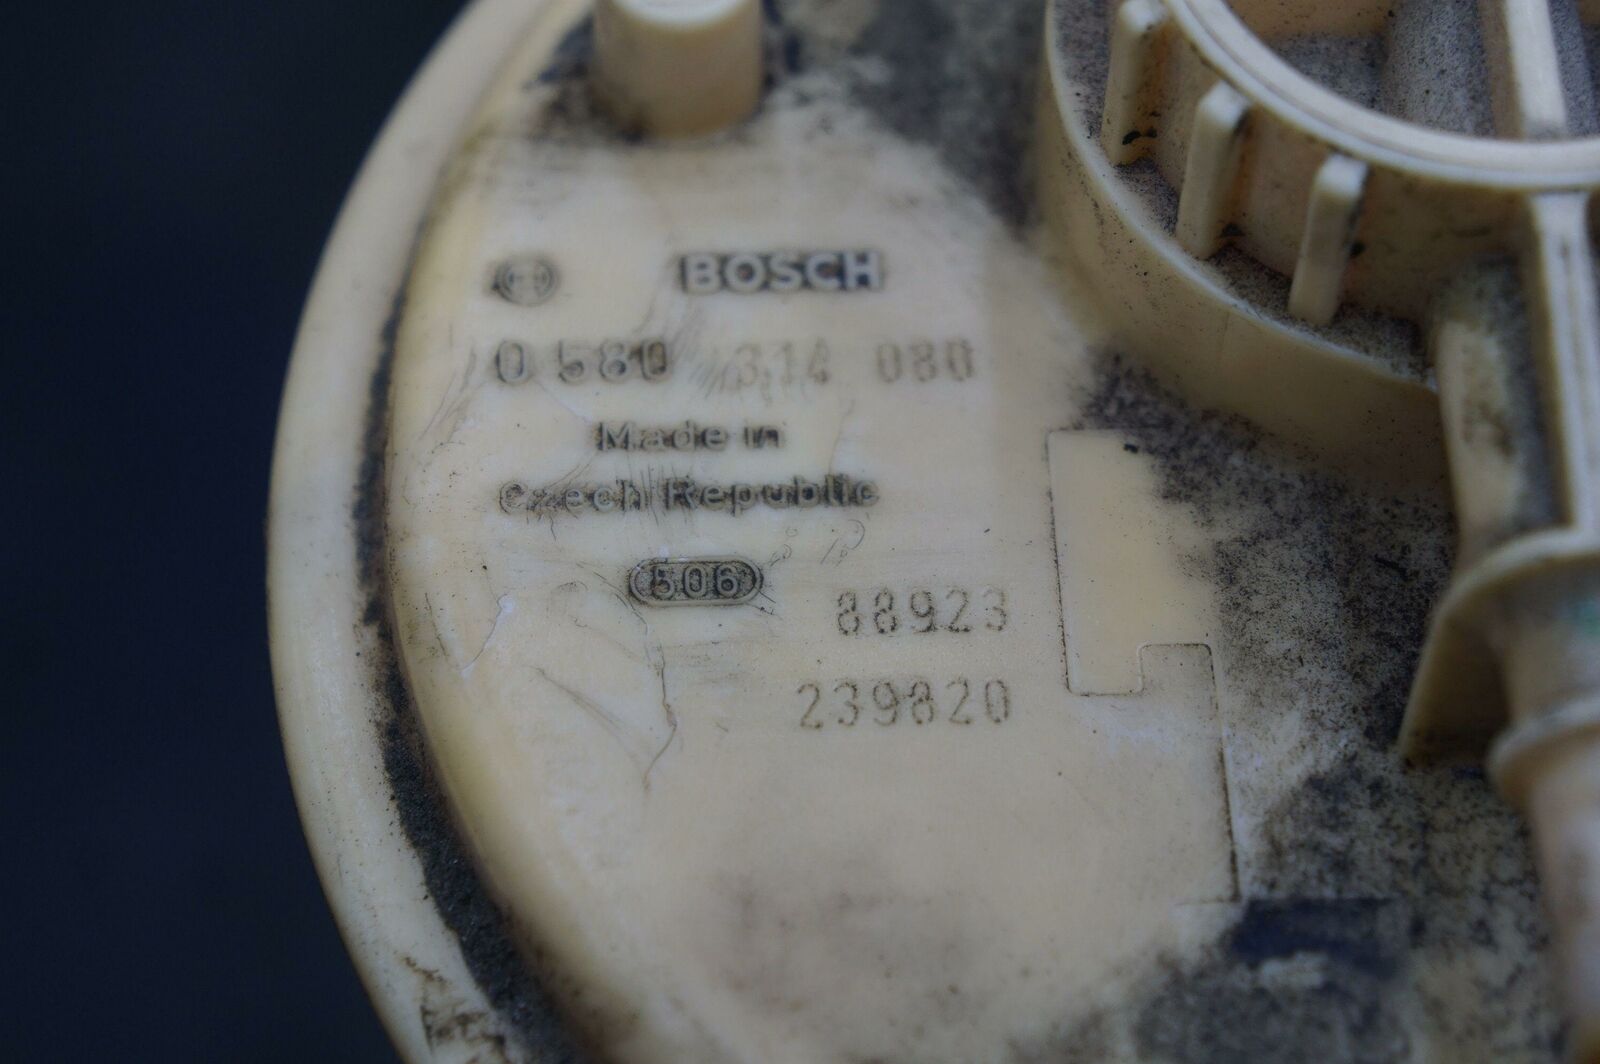 BOSCH
0 580 314 080
Made in
Czech Republic
506
88923
239820